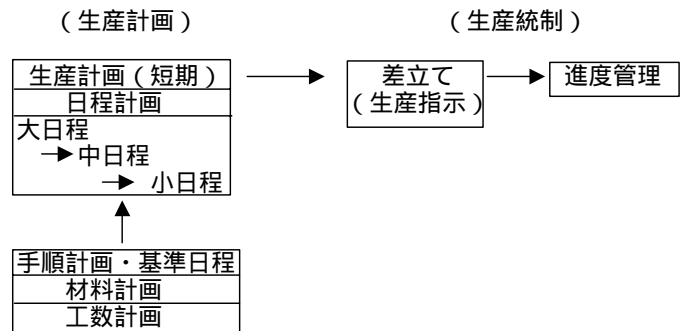 （生産計画）
（生産統制）
生産計画（短期）
日程計画
大日程
中日程
小日程
差立て
（生産指示）
進度管理
手順計画・基準日程
材料計画
工数計画